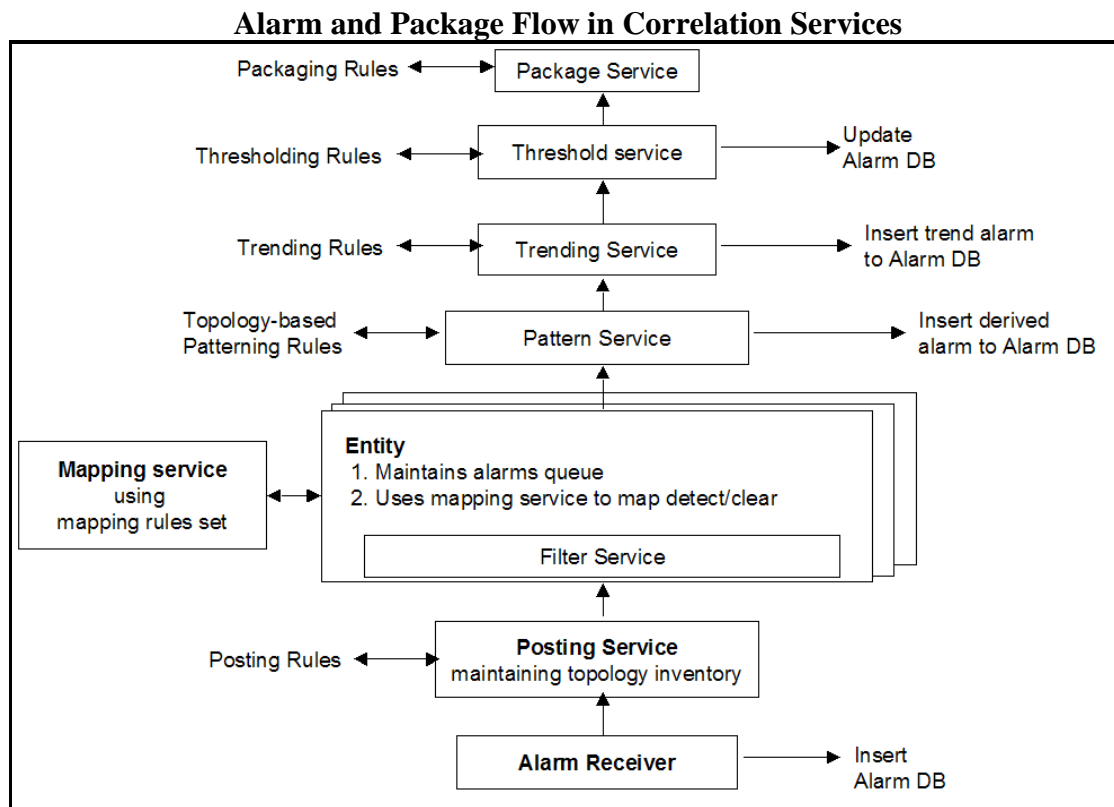 Alarm and Package Flow in Correlation Services
Packaging Rules
Package Service
Thresholding Rules
Threshold service
Update
Alarm DB
Trending Rules
Trending Service
Insert trend alarm
to Alarm DB
Topology-based
Patterning Rules
Pattern Service
Insert derived
alarm to Alarm DB
Mapping service
using
mapping rules set
Entity
1. Maintains alarms queue
2. Uses mapping service to map detect/clear
Filter Service
Posting Rules
Posting Service
maintaining topology inventory
Alarm Receiver
Insert
Alarm DB